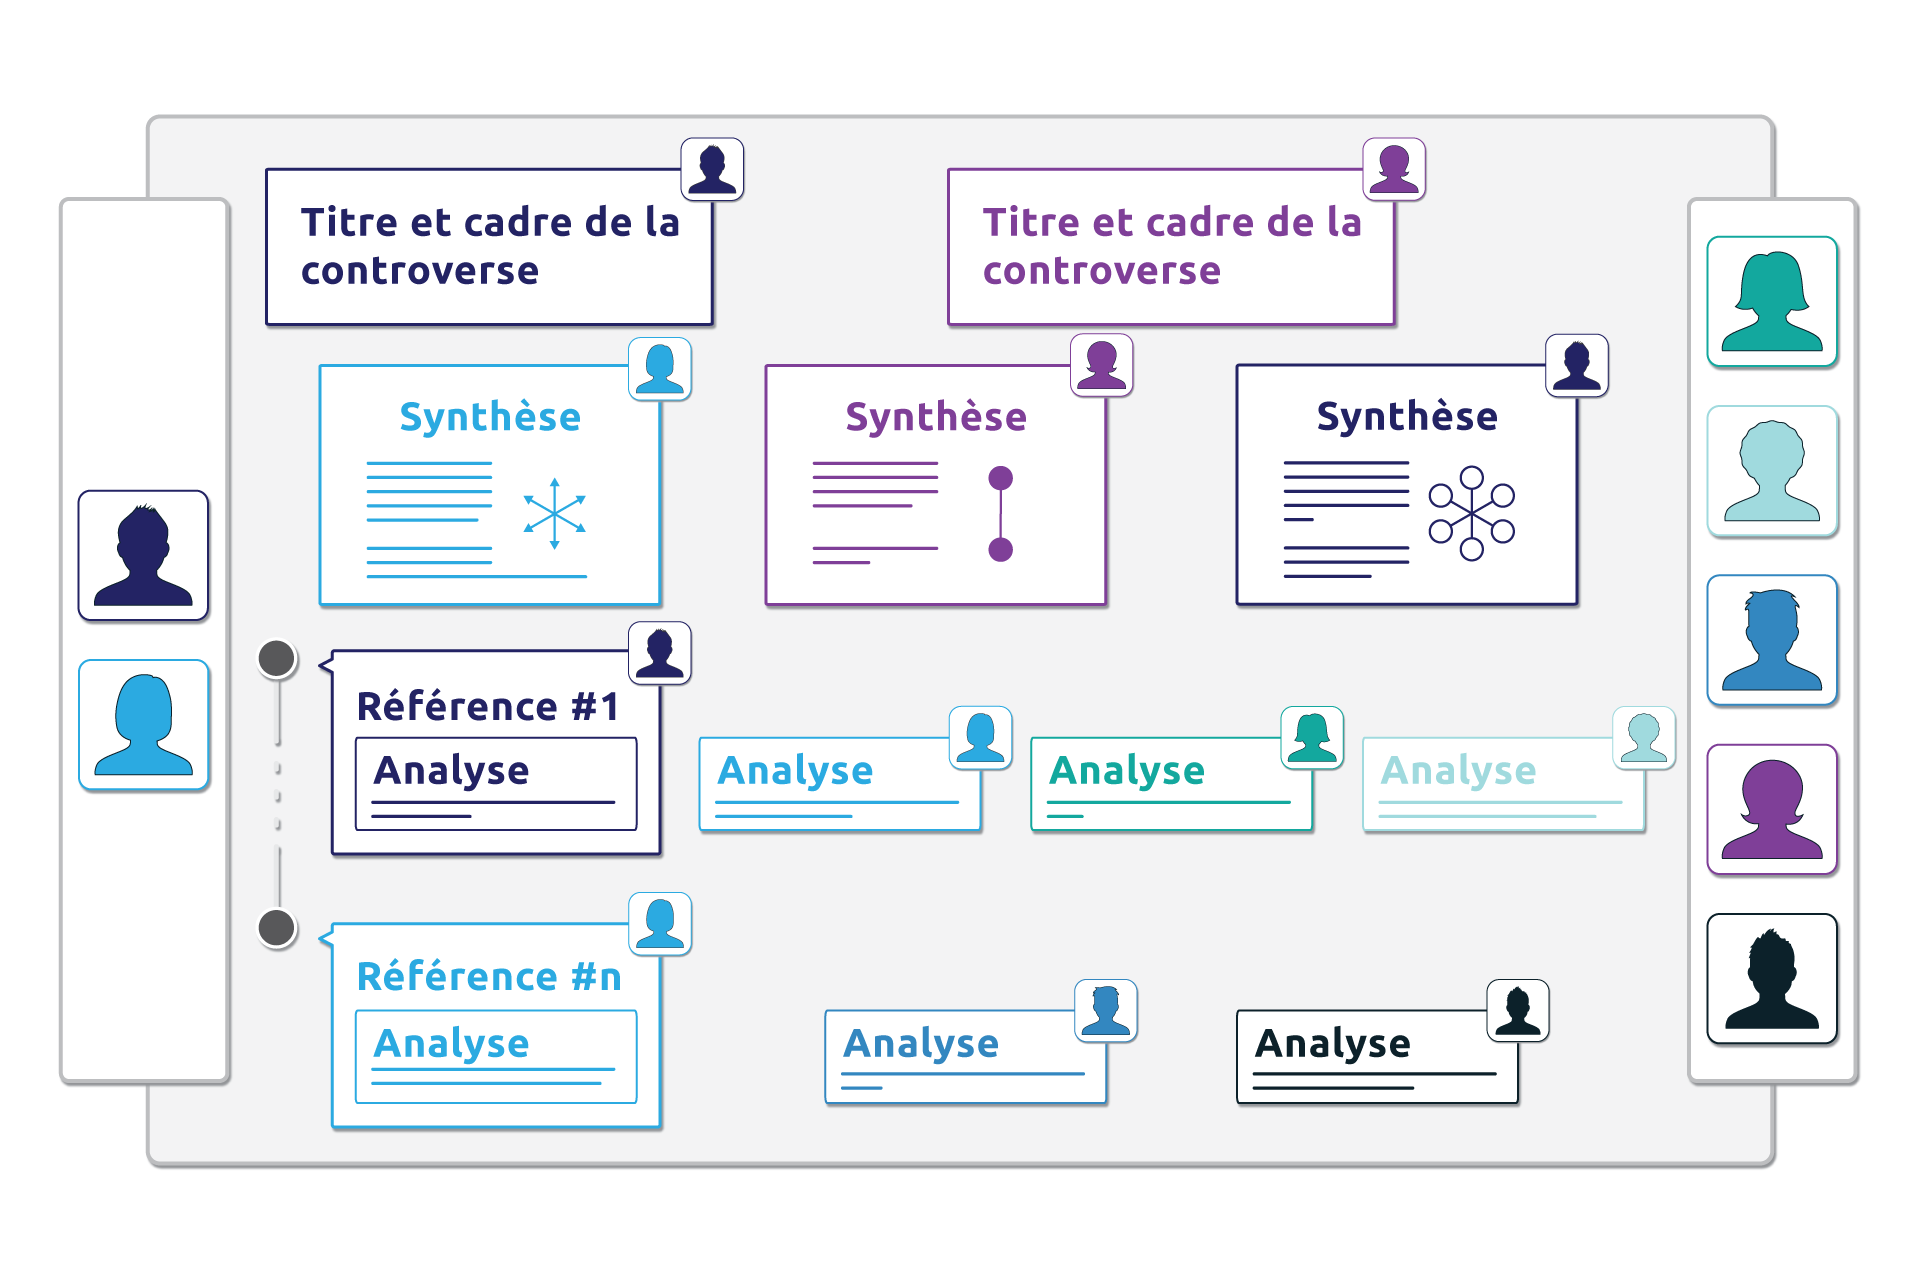 Titre et cadre de la
controverse
Titre et cadre de la
controverse
Synthèse
Synthèse
Synthèse
Référence #1
Analyse
Analyse
Analyse
Analyse
Référence #n
Analyse
Analyse
Analyse